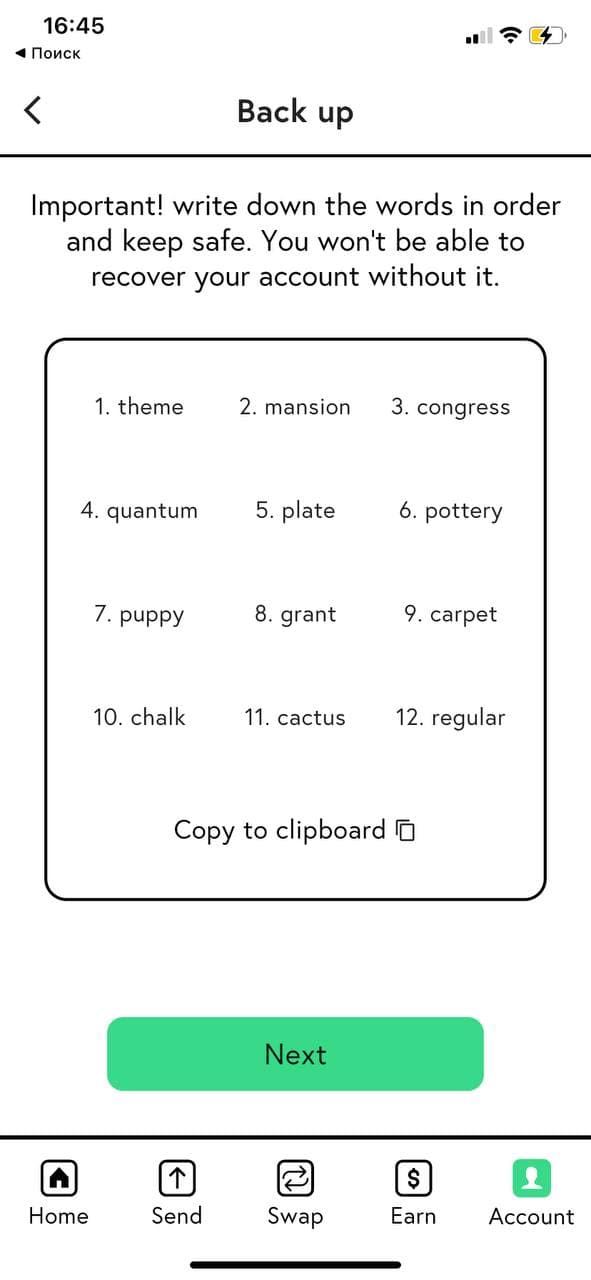 16:45
◀ Поиск
Back up
Important! write down the words in order
and keep safe. You won't be able to
recover your account without it.
1. theme 2. mansion 3. congress
4. quantum 5. plate 6. pottery
7. puppy 8. grant 9. carpet
10. chalk 11. cactus 12. regular
Copy to clipboard
Next
Home Send Swap Earn Account